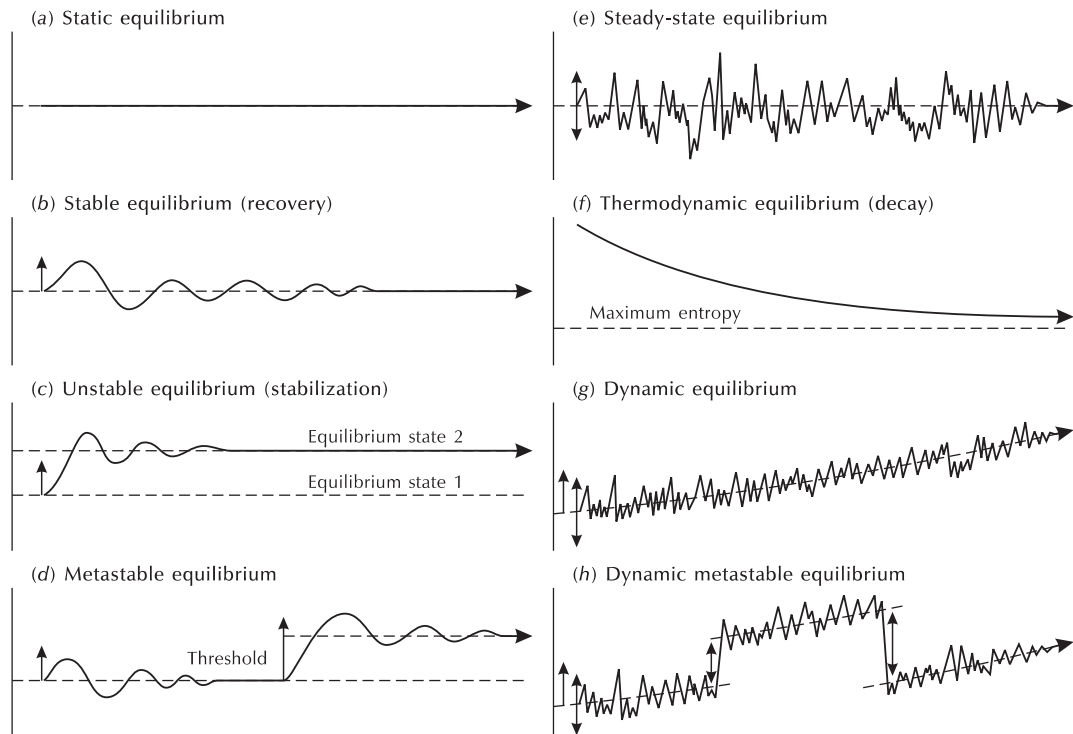 (a) Static equilibrium
(b) Stable equilibrium (recovery)
(c) Unstable equilibrium (stabilization)
Equilibrium state 2
Equilibrium state 1
(d) Metastable equilibrium
Threshold
(e) Steady-state equilibrium
(f) Thermodynamic equilibrium (decay)
Maximum entropy
(g) Dynamic equilibrium
(h) Dynamic metastable equilibrium